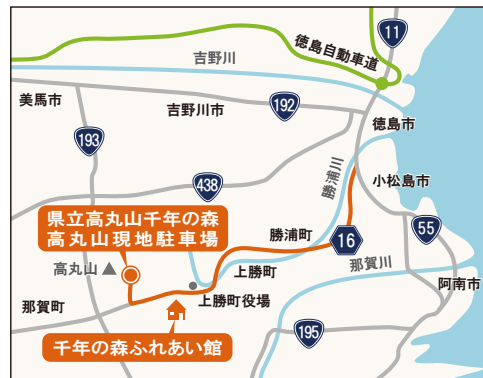 11
徳島自動車道
吉野川
美馬市
192
吉野川市
徳島市
193
勝浦川
438
小松島市
県立高丸山千年の森
高丸山現地駐車場
勝浦町
16
55
高丸山
上勝町
那賀川
那賀町
上勝町役場
阿南市
千年の森ふれあい館
195